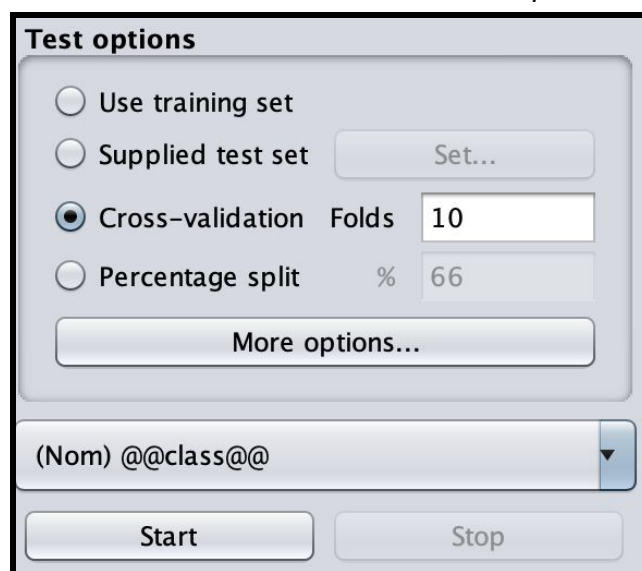 Test options
Use training set
Supplied test set Set...
Cross-validation Folds 10
Percentage split % 66
More options...
(Nom) @@class@@
Start Stop